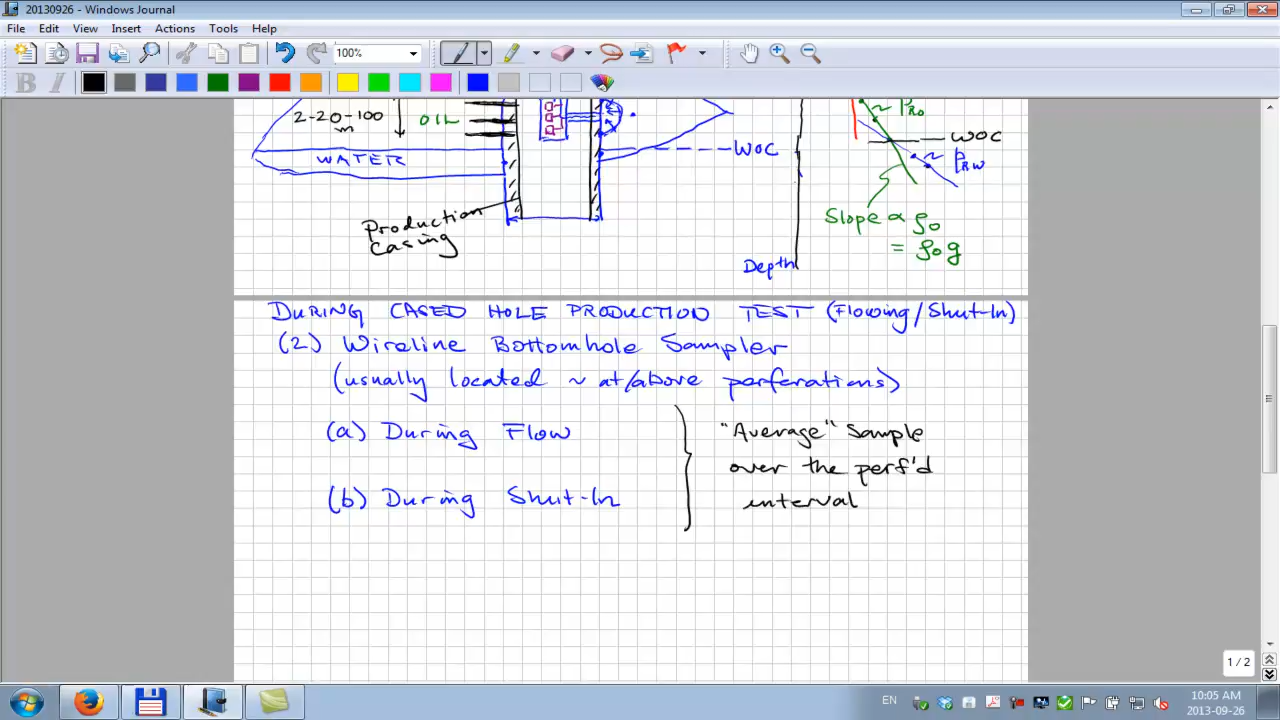 20130926 - Windows Journal
File Edit View Insert Actions Tools Help
100%
B I
2-20-100
m
OIL
WATER
WOC
Production
Casing
Depth
PRO
WOC
PRW
Slope ∝ ρo
= ρo g
DURING CASED HOLE PRODUCTION TEST (Flowing/Shut-In)
(2) Wireline Bottomhole Sampler
(usually located ~ at/above perforations)
(a) During Flow
(b) During Shut-In
"Average" Sample
over the perf'd
interval
1 / 2
EN
10:05 AM
2013-09-26